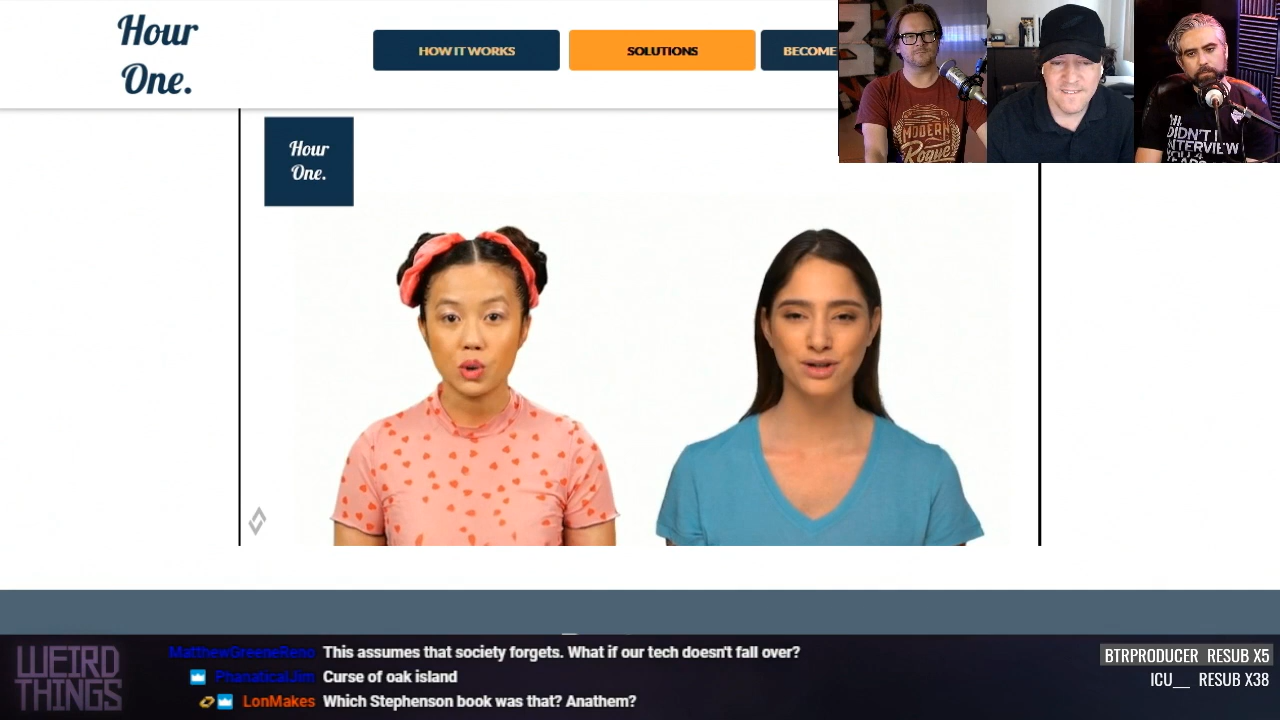 Hour
One.
HOW IT WORKS
SOLUTIONS
BECOME
Hour
One.
MODERN
Rogue
DIDN'T I
INTERVIEW
YOU 4
WEIRD
THINGS
MatthewGreeneReno This assumes that society forgets. What if our tech doesn't fall over?
PhanaticalJim Curse of oak island
LonMakes Which Stephenson book was that? Anathem?
BTRPRODUCER RESUB X5
ICU__ RESUB X38